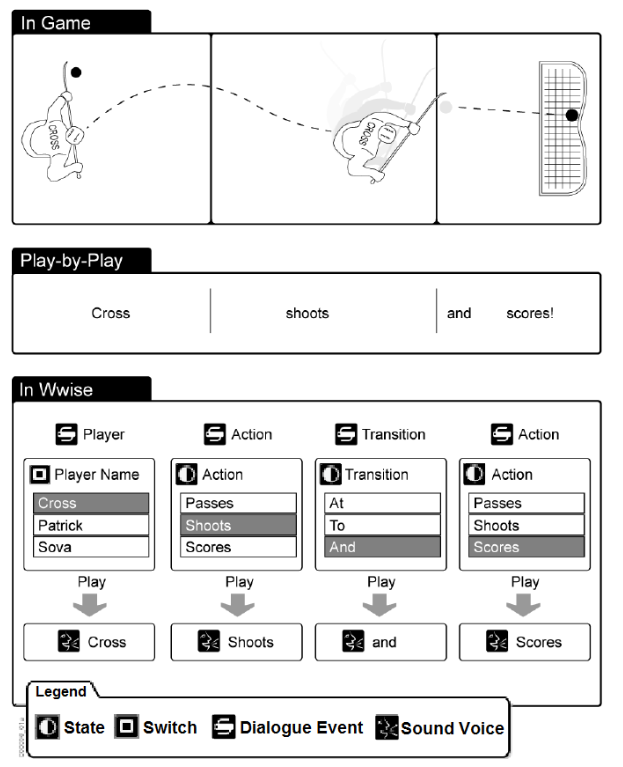 In Game
CROSS
CROSS
Play-by-Play
Cross shoots and scores!
In Wwise
Player Action Transition Action
Player Name Action Transition Action
Cross Passes At Passes
Patrick Shoots To Shoots
Sova Scores And Scores
Play Play Play Play
Cross Shoots and Scores
Legend
State Switch Dialogue Event Sound Voice